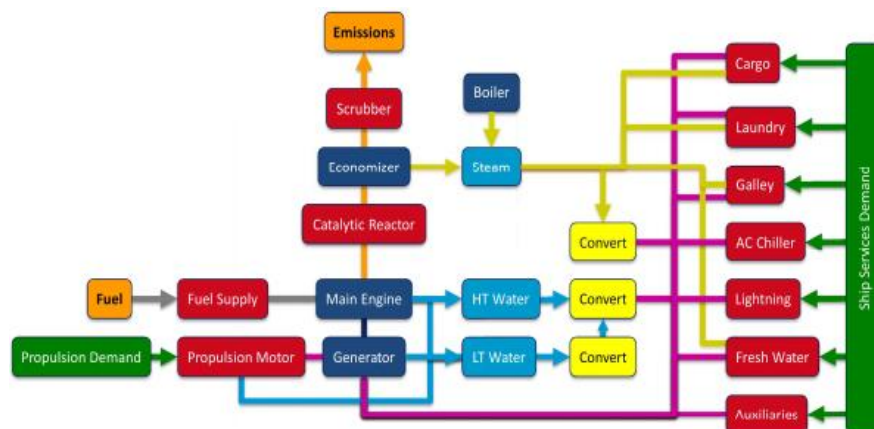 Emissions
Cargo
Boiler
Scrubber
Laundry
Economizer
Steam
Galley
Catalytic Reactor
Convert
AC Chiller
Fuel
Fuel Supply
Main Engine
HT Water
Convert
Lightning
Propulsion Demand
Propulsion Motor
Generator
LT Water
Convert
Fresh Water
Auxiliaries
Ship Services Demand